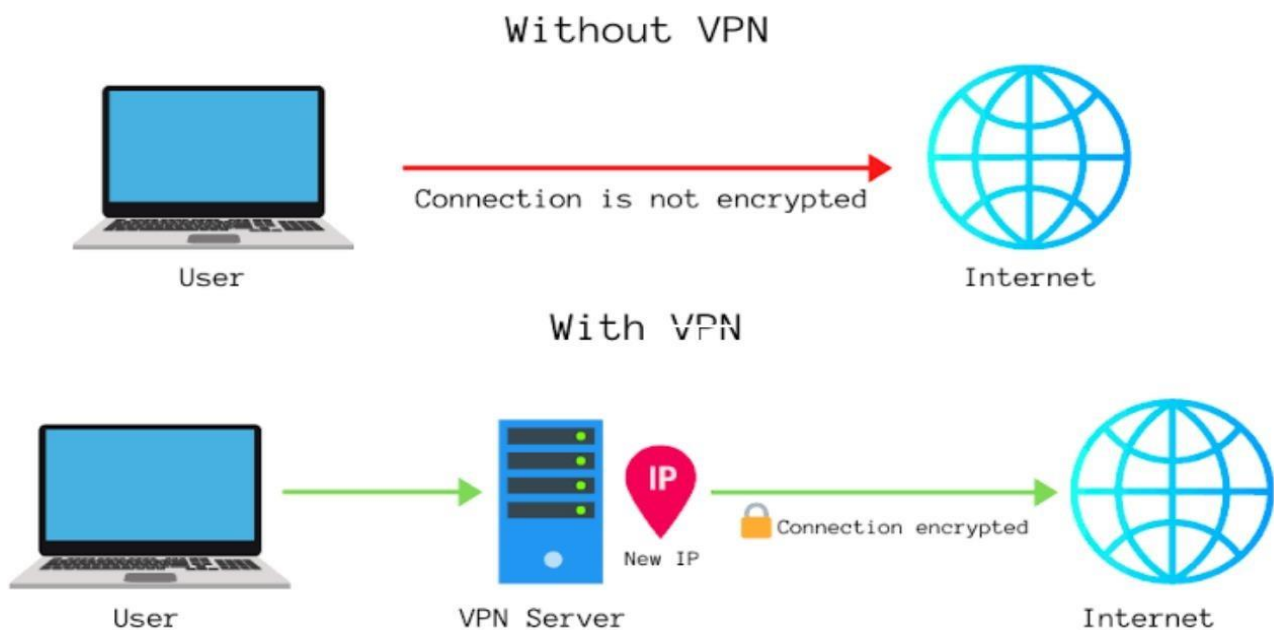 Without VPN
Connection is not encrypted
User
Internet
With VPN
IP
New IP
Connection encrypted
User
VPN Server
Internet